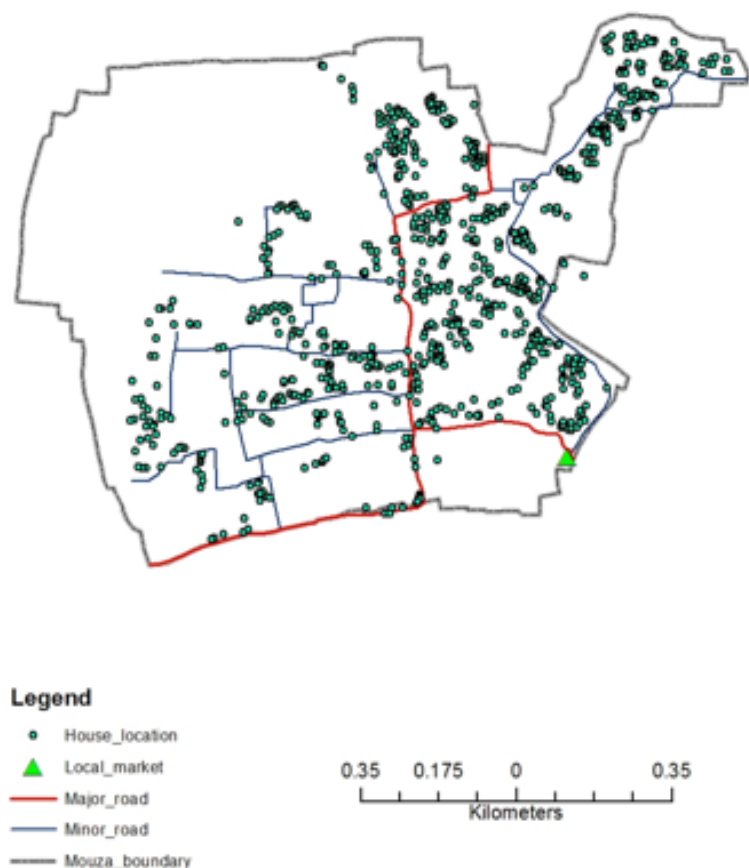 Legend
House_location
Local_market
Major_road
Minor_road
Mouza_boundary
0.35 0.175 0 0.35
Kilometers